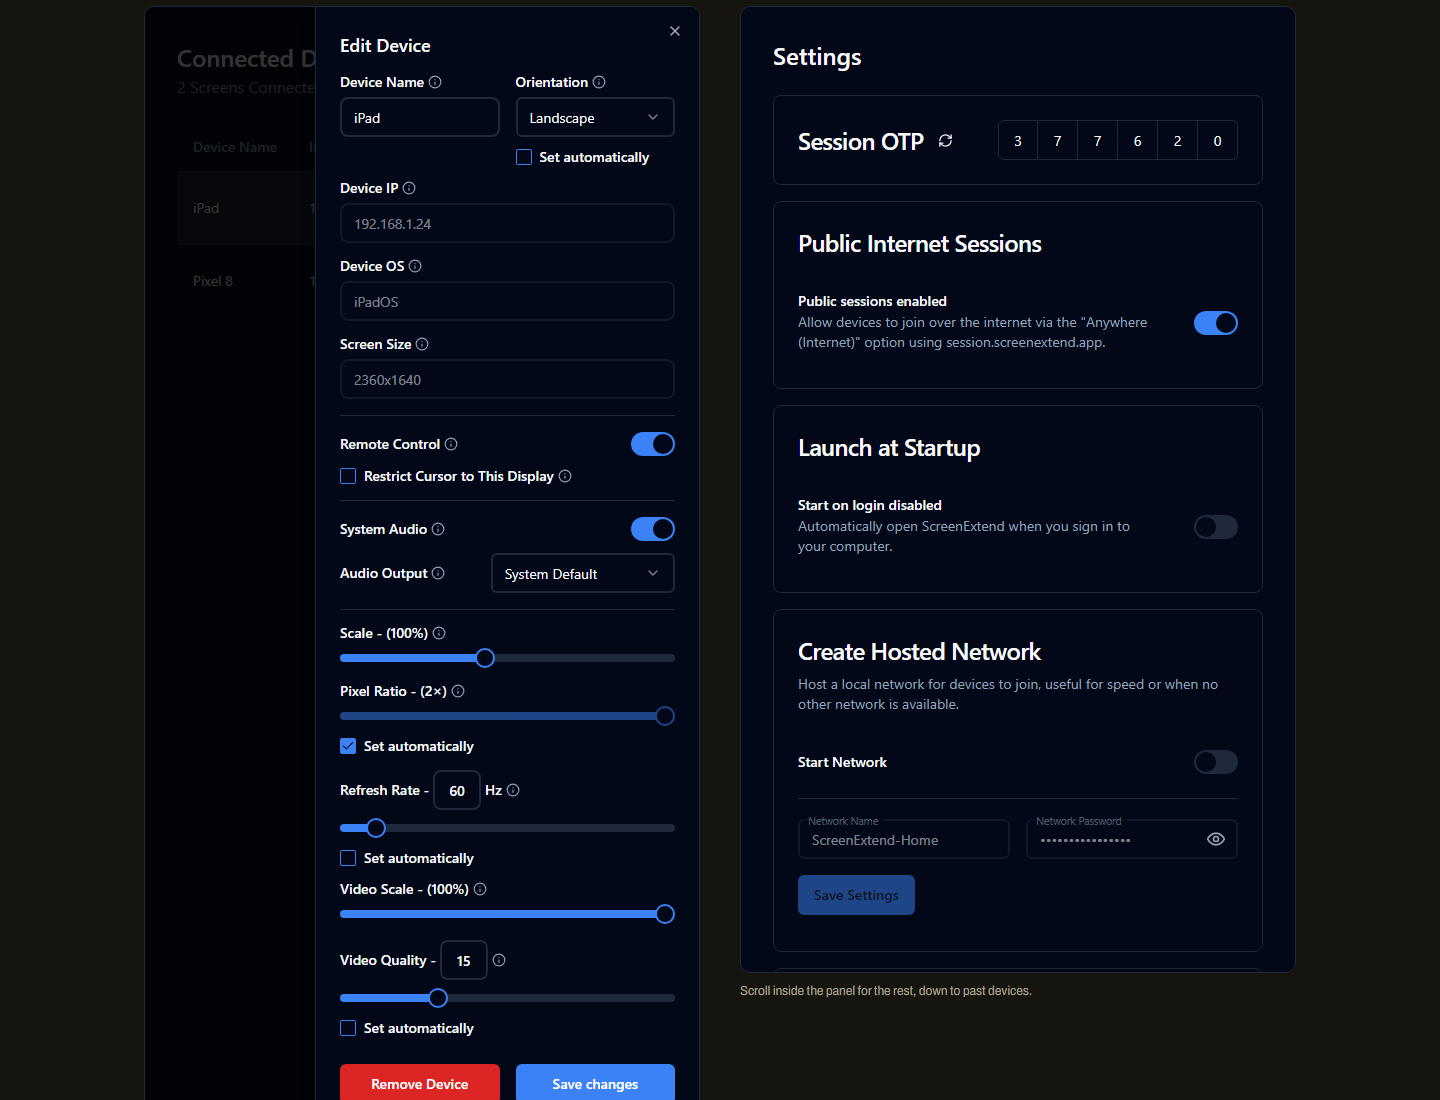 Connected D
2 Screens Connecte
Device Name
iPad
Pixel 8
Edit Device
Device Name
Orientation
iPad
Landscape
Set automatically
Device IP
192.168.1.24
Device OS
iPadOS
Screen Size
2360x1640
Remote Control
Restrict Cursor to This Display
System Audio
Audio Output
System Default
Scale - (100%)
Pixel Ratio - (2×)
Set automatically
Refresh Rate - 60 Hz
Set automatically
Video Scale - (100%)
Video Quality - 15
Set automatically
Remove Device
Save changes
Settings
Session OTP
3 7 7 6 2 0
Public Internet Sessions
Public sessions enabled
Allow devices to join over the internet via the "Anywhere
(Internet)" option using session.screenextend.app.
Launch at Startup
Start on login disabled
Automatically open ScreenExtend when you sign in to
your computer.
Create Hosted Network
Host a local network for devices to join, useful for speed or when no
other network is available.
Start Network
Network Name
ScreenExtend-Home
Network Password
••••••••••••••••
Save Settings
Scroll inside the panel for the rest, down to past devices.